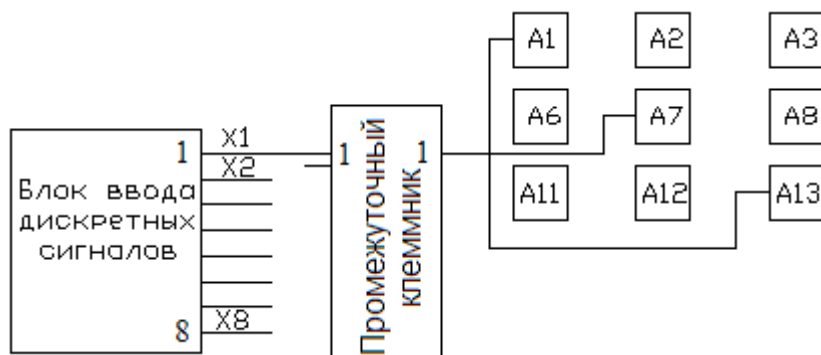 A1 A2 A3
A6 A7 A8
A11 A12 A13
1 X1
X2
Блок ввода
дискретных
сигналов
8 X8
1 1
Промежуточный
клеммник